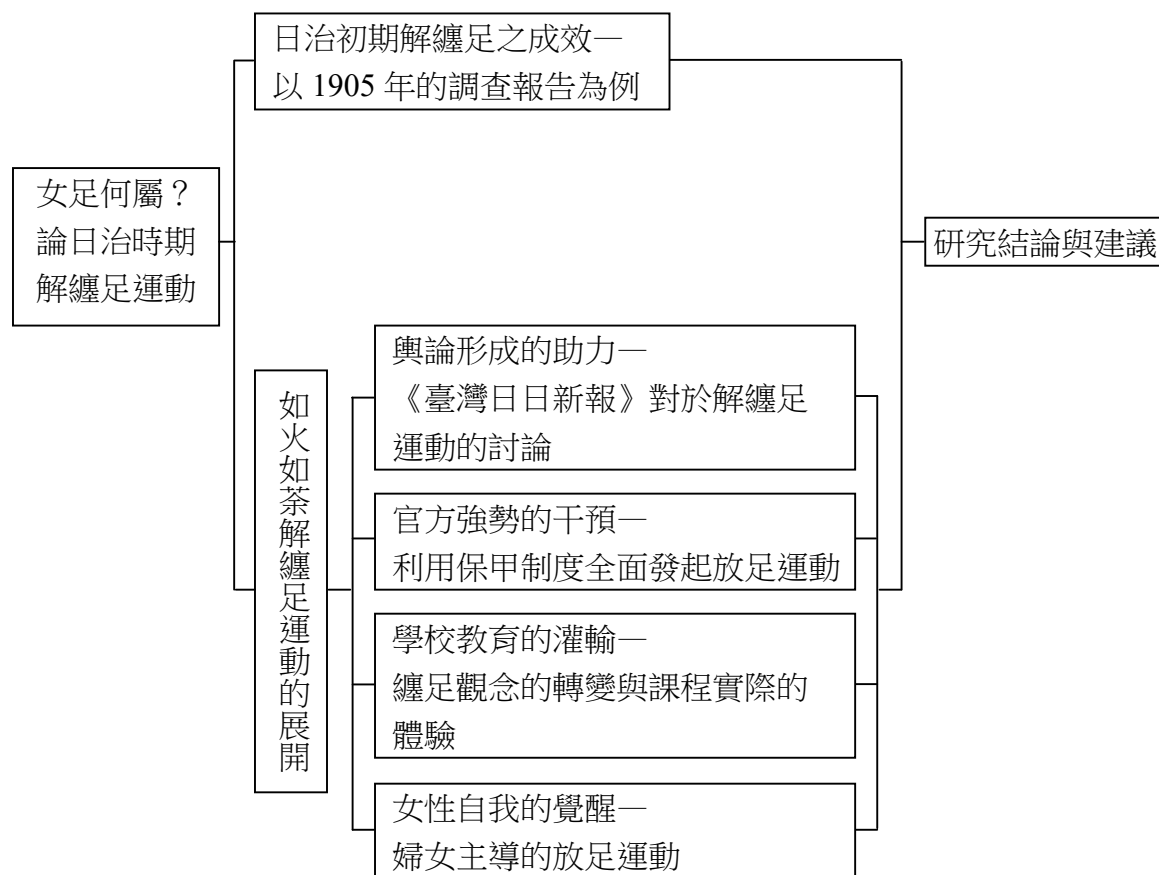 女足何屬？
論日治時期
解纏足運動
日治初期解纏足之成效—
以 1905 年的調查報告為例
如火如荼解纏足運動的展開
輿論形成的助力—
《臺灣日日新報》對於解纏足
運動的討論
官方強勢的干預—
利用保甲制度全面發起放足運動
學校教育的灌輸—
纏足觀念的轉變與課程實際的
體驗
女性自我的覺醒—
婦女主導的放足運動
研究結論與建議